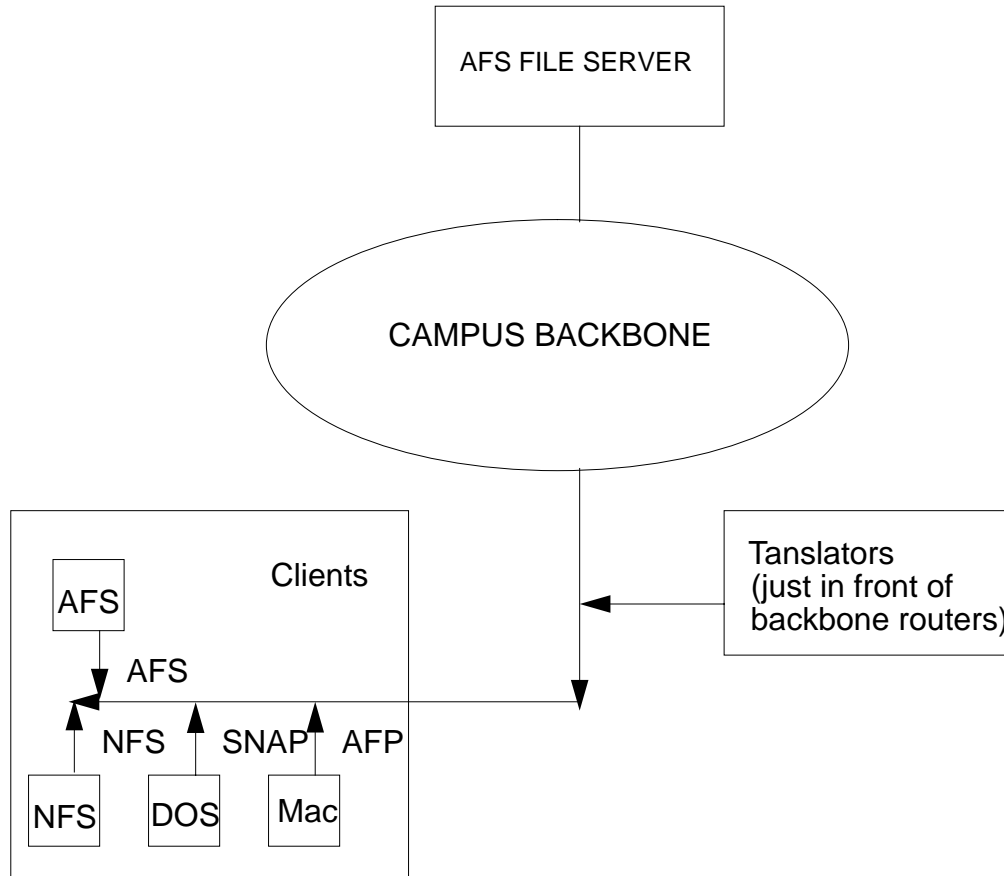 AFS FILE SERVER
CAMPUS BACKBONE
Clients
Tanslators
(just in front of
backbone routers)
AFS
AFS
NFS
SNAP
AFP
NFS
DOS
Mac